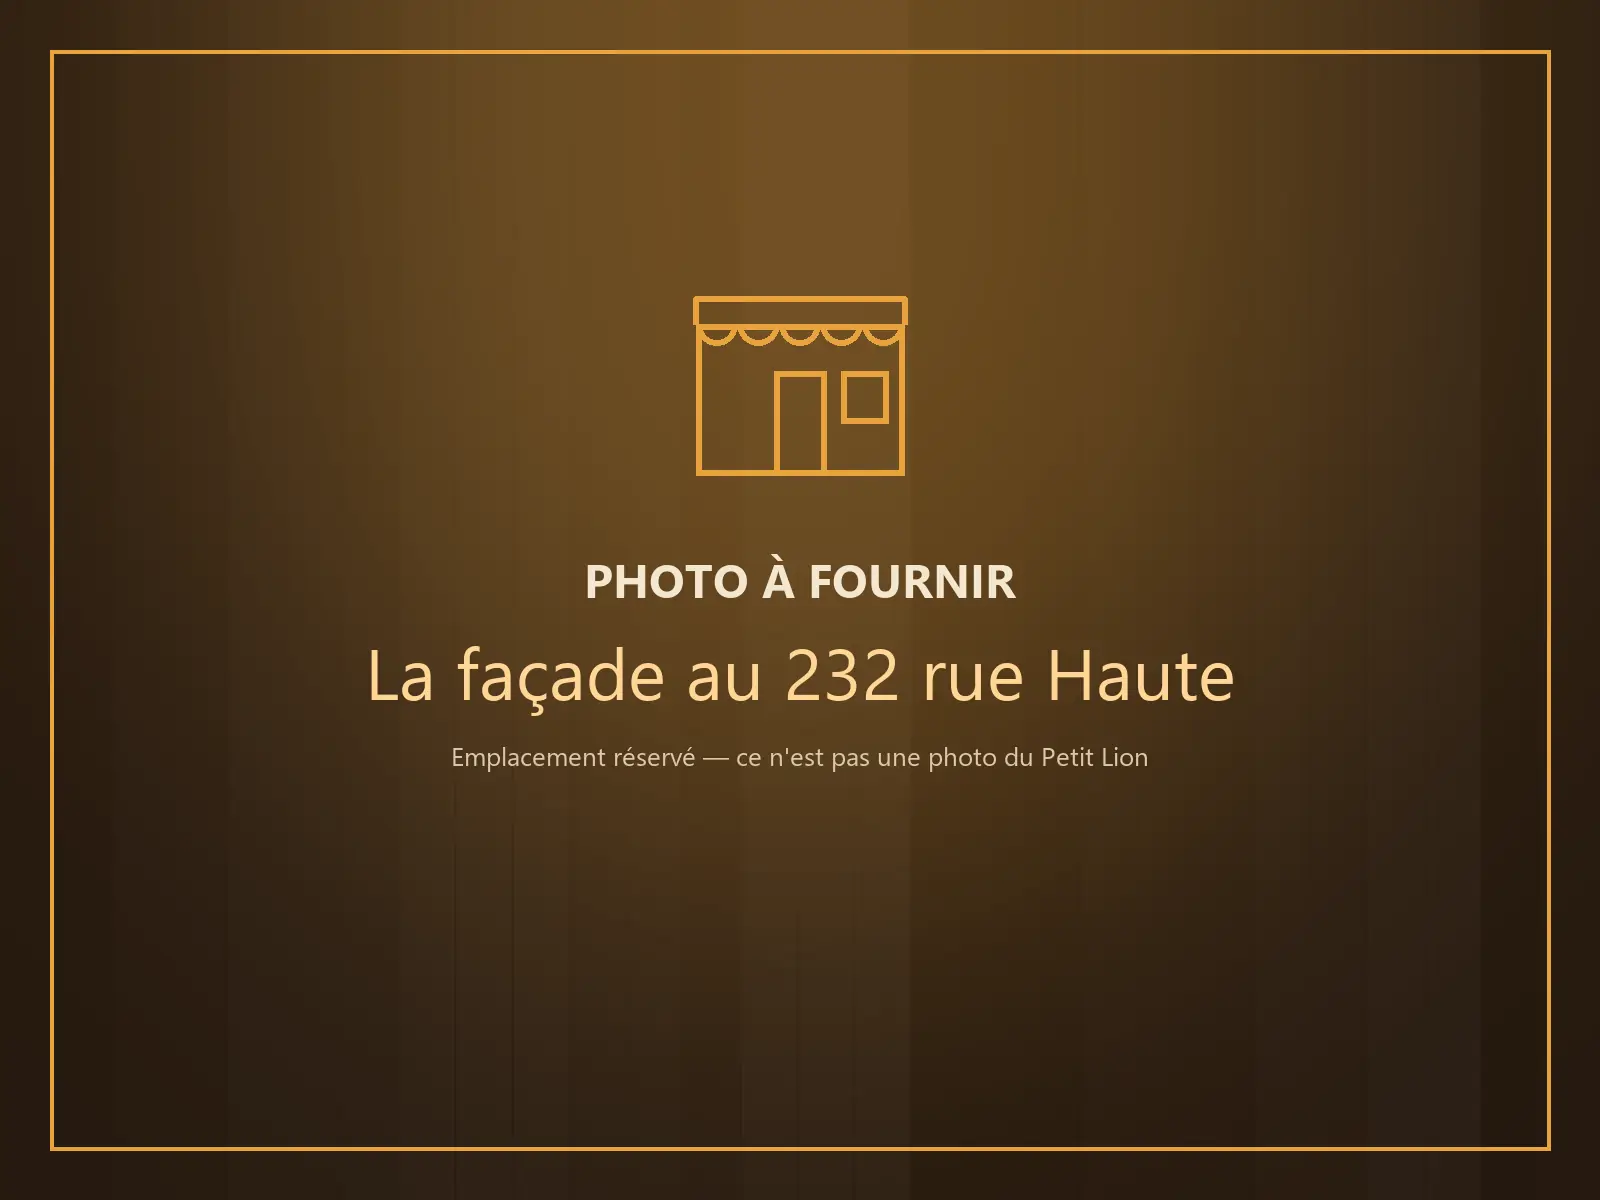 PHOTO À FOURNIR
La façade au 232 rue Haute
Emplacement réservé — ce n'est pas une photo du Petit Lion